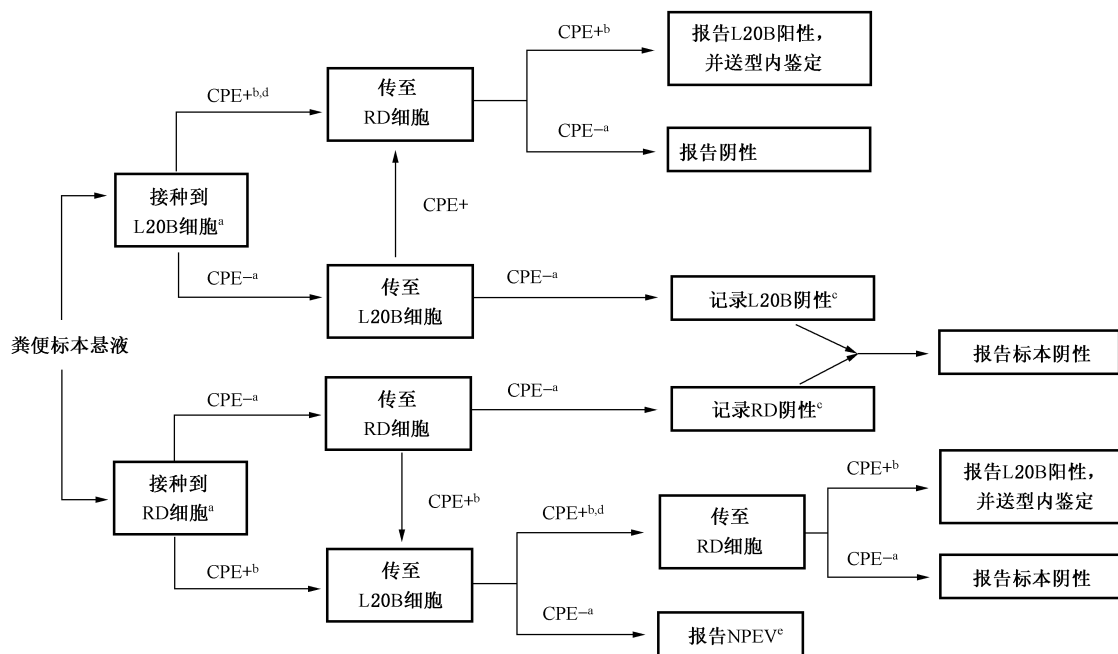 CPE+b
报告L20B阳性，
并送型内鉴定
CPE+b,d
传至
RD细胞
CPE−a
报告阴性
接种到
L20B细胞a
CPE+
CPE−a
传至
L20B细胞
CPE−a
记录L20B阴性c
粪便标本悬液
报告标本阴性
CPE−a
传至
RD细胞
CPE−a
记录RD阴性c
接种到
RD细胞a
CPE+b
CPE+b
报告L20B阳性，
并送型内鉴定
CPE+b,d
传至
RD细胞
CPE+b
传至
L20B细胞
CPE−a
报告标本阴性
CPE−a
报告NPEVe